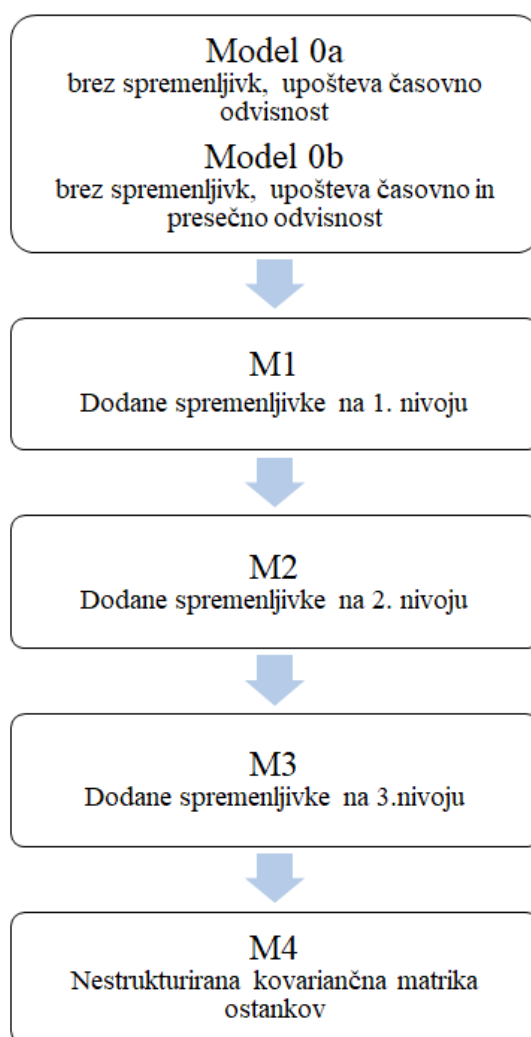 Model 0a
brez spremenljivk, upošteva časovno
odvisnost
Model 0b
brez spremenljivk, upošteva časovno in
presečno odvisnost
M1
Dodane spremenljivke na 1. nivoju
M2
Dodane spremenljivke na 2. nivoju
M3
Dodane spremenljivke na 3.nivoju
M4
Nestrukturirana kovariančna matrika
ostankov